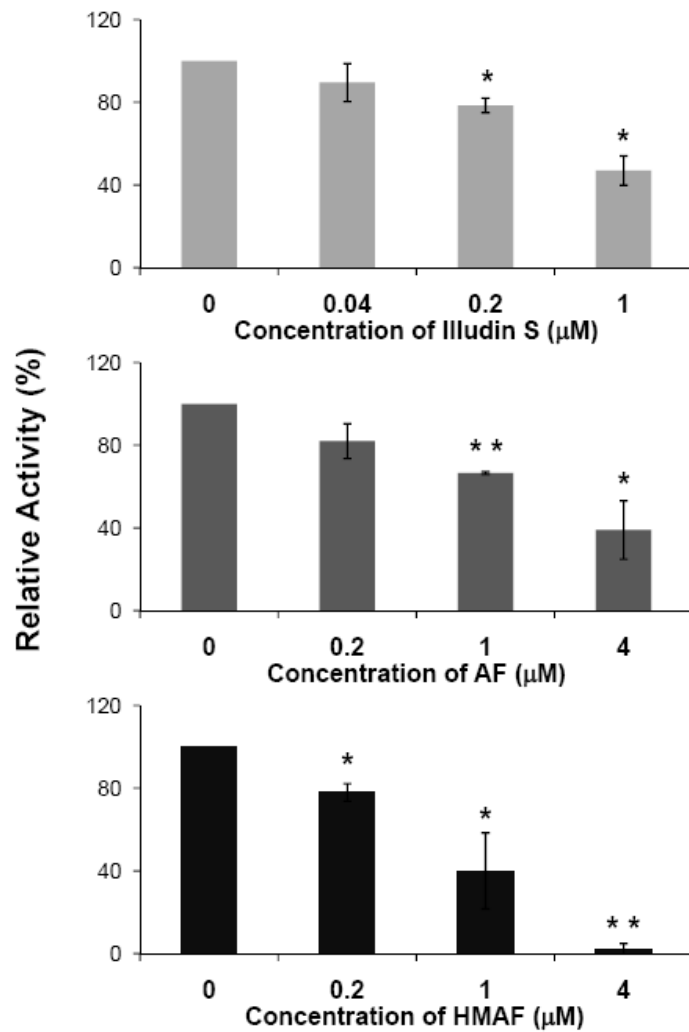 120
80
40
0
*
*
0 0.04 0.2 1
Concentration of Illudin S (μM)
Relative Activity (%)
120
80
40
0
* *
*
0 0.2 1 4
Concentration of AF (μM)
120
80
40
0
*
*
* *
0 0.2 1 4
Concentration of HMAF (μM)